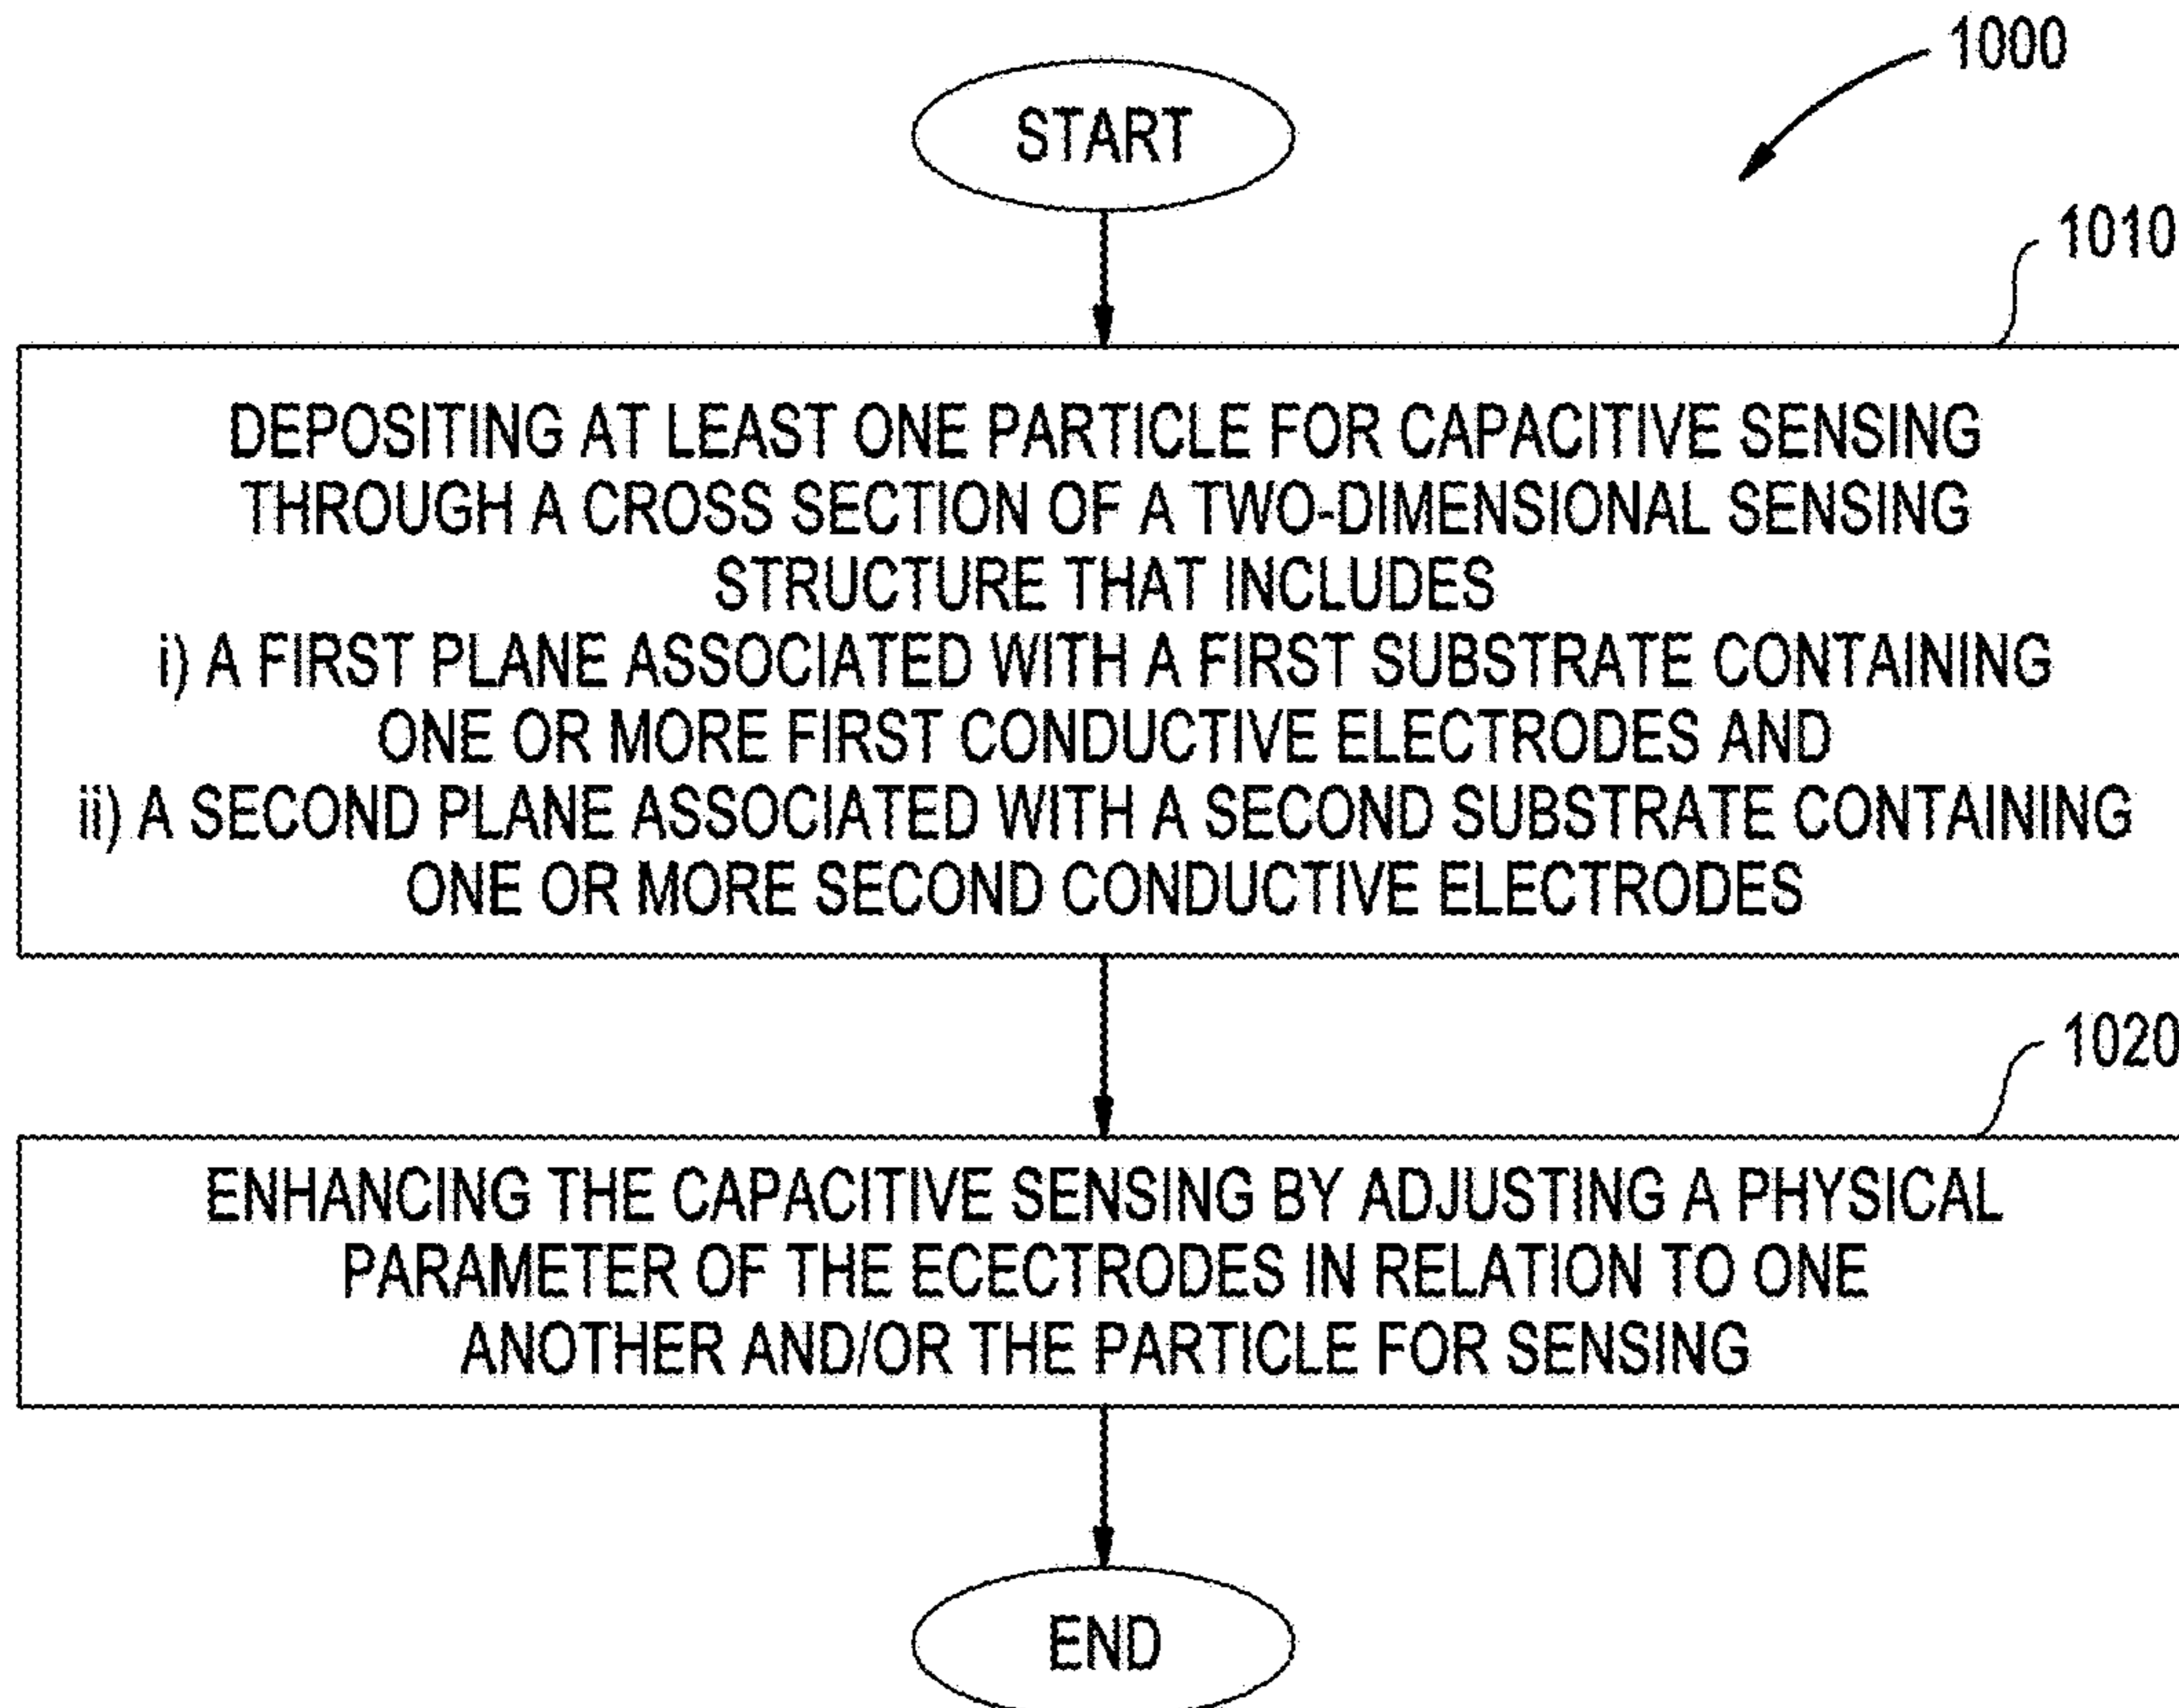 1000
START
1010
DEPOSITING AT LEAST ONE PARTICLE FOR CAPACITIVE SENSING
THROUGH A CROSS SECTION OF A TWO-DIMENSIONAL SENSING
STRUCTURE THAT INCLUDES
i) A FIRST PLANE ASSOCIATED WITH A FIRST SUBSTRATE CONTAINING
ONE OR MORE FIRST CONDUCTIVE ELECTRODES AND
ii) A SECOND PLANE ASSOCIATED WITH A SECOND SUBSTRATE CONTAINING
ONE OR MORE SECOND CONDUCTIVE ELECTRODES
1020
ENHANCING THE CAPACITIVE SENSING BY ADJUSTING A PHYSICAL
PARAMETER OF THE ECECTRODES IN RELATION TO ONE
ANOTHER AND/OR THE PARTICLE FOR SENSING
END